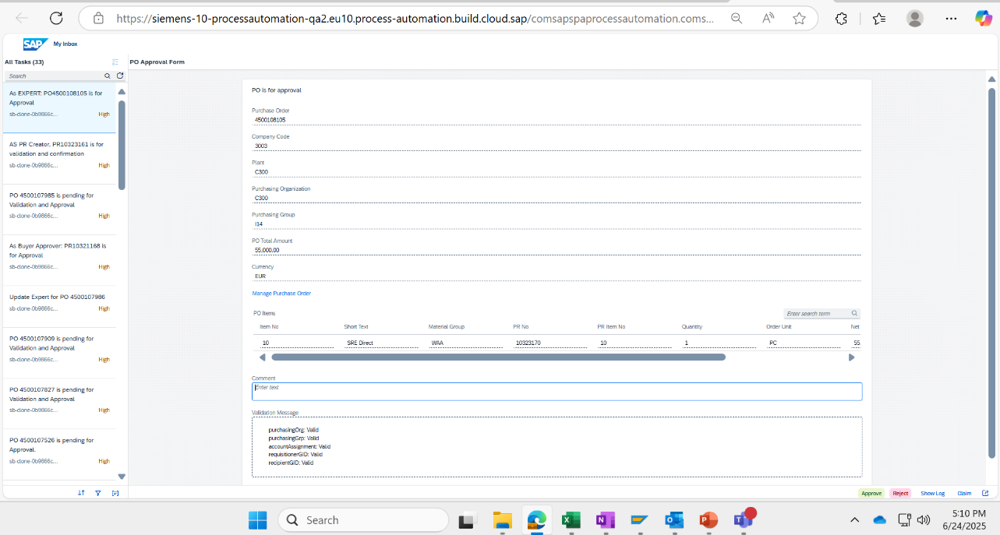 https://siemens-10-processautomation-qa2.eu10.process-automation.build.cloud.sap/comsapspaprocessautomation.coms...
SAP My Inbox
All Tasks (33)
PO Approval Form
Search
As EXPERT: PO4500108105 is for
Approval
sb-clone-0b9866c... High
AS PR Creator, PR10323161 is for
validation and confirmation
sb-clone-0b9866c... High
PO 4500107985 is pending for
Validation and Approval
sb-clone-0b9866c... High
As Buyer Approver: PR10321168 is
for Approval
sb-clone-0b9866c... High
Update Expert for PO 4500107986
sb-clone-0b9866c... High
PO 4500107909 is pending for
Validation and Approval
sb-clone-0b9866c... High
PO 4500107827 is pending for
Validation and Approval
sb-clone-0b9866c... High
PO 4500107526 is pending for
Approval.
sb-clone-0b9866c... High
PO is for approval
Purchase Order
4500108105
Company Code
3003
Plant
C300
Purchasing Organization
C300
Purchasing Group
I14
PO Total Amount
55,000.00
Currency
EUR
Manage Purchase Order
PO Items
Enter search term
Item No Short Text Material Group PR No PR Item No Quantity Order Unit Net
10 SRE Direct WAA 10323170 10 1 PC 55
Comment
Enter text
Validation Message
purchasingOrg: Valid
purchasingGrp: Valid
accountAssignment: Valid
requisitionerGID: Valid
recipientGID: Valid
Approve Reject Show Log Claim
Search
5:10 PM
6/24/2025